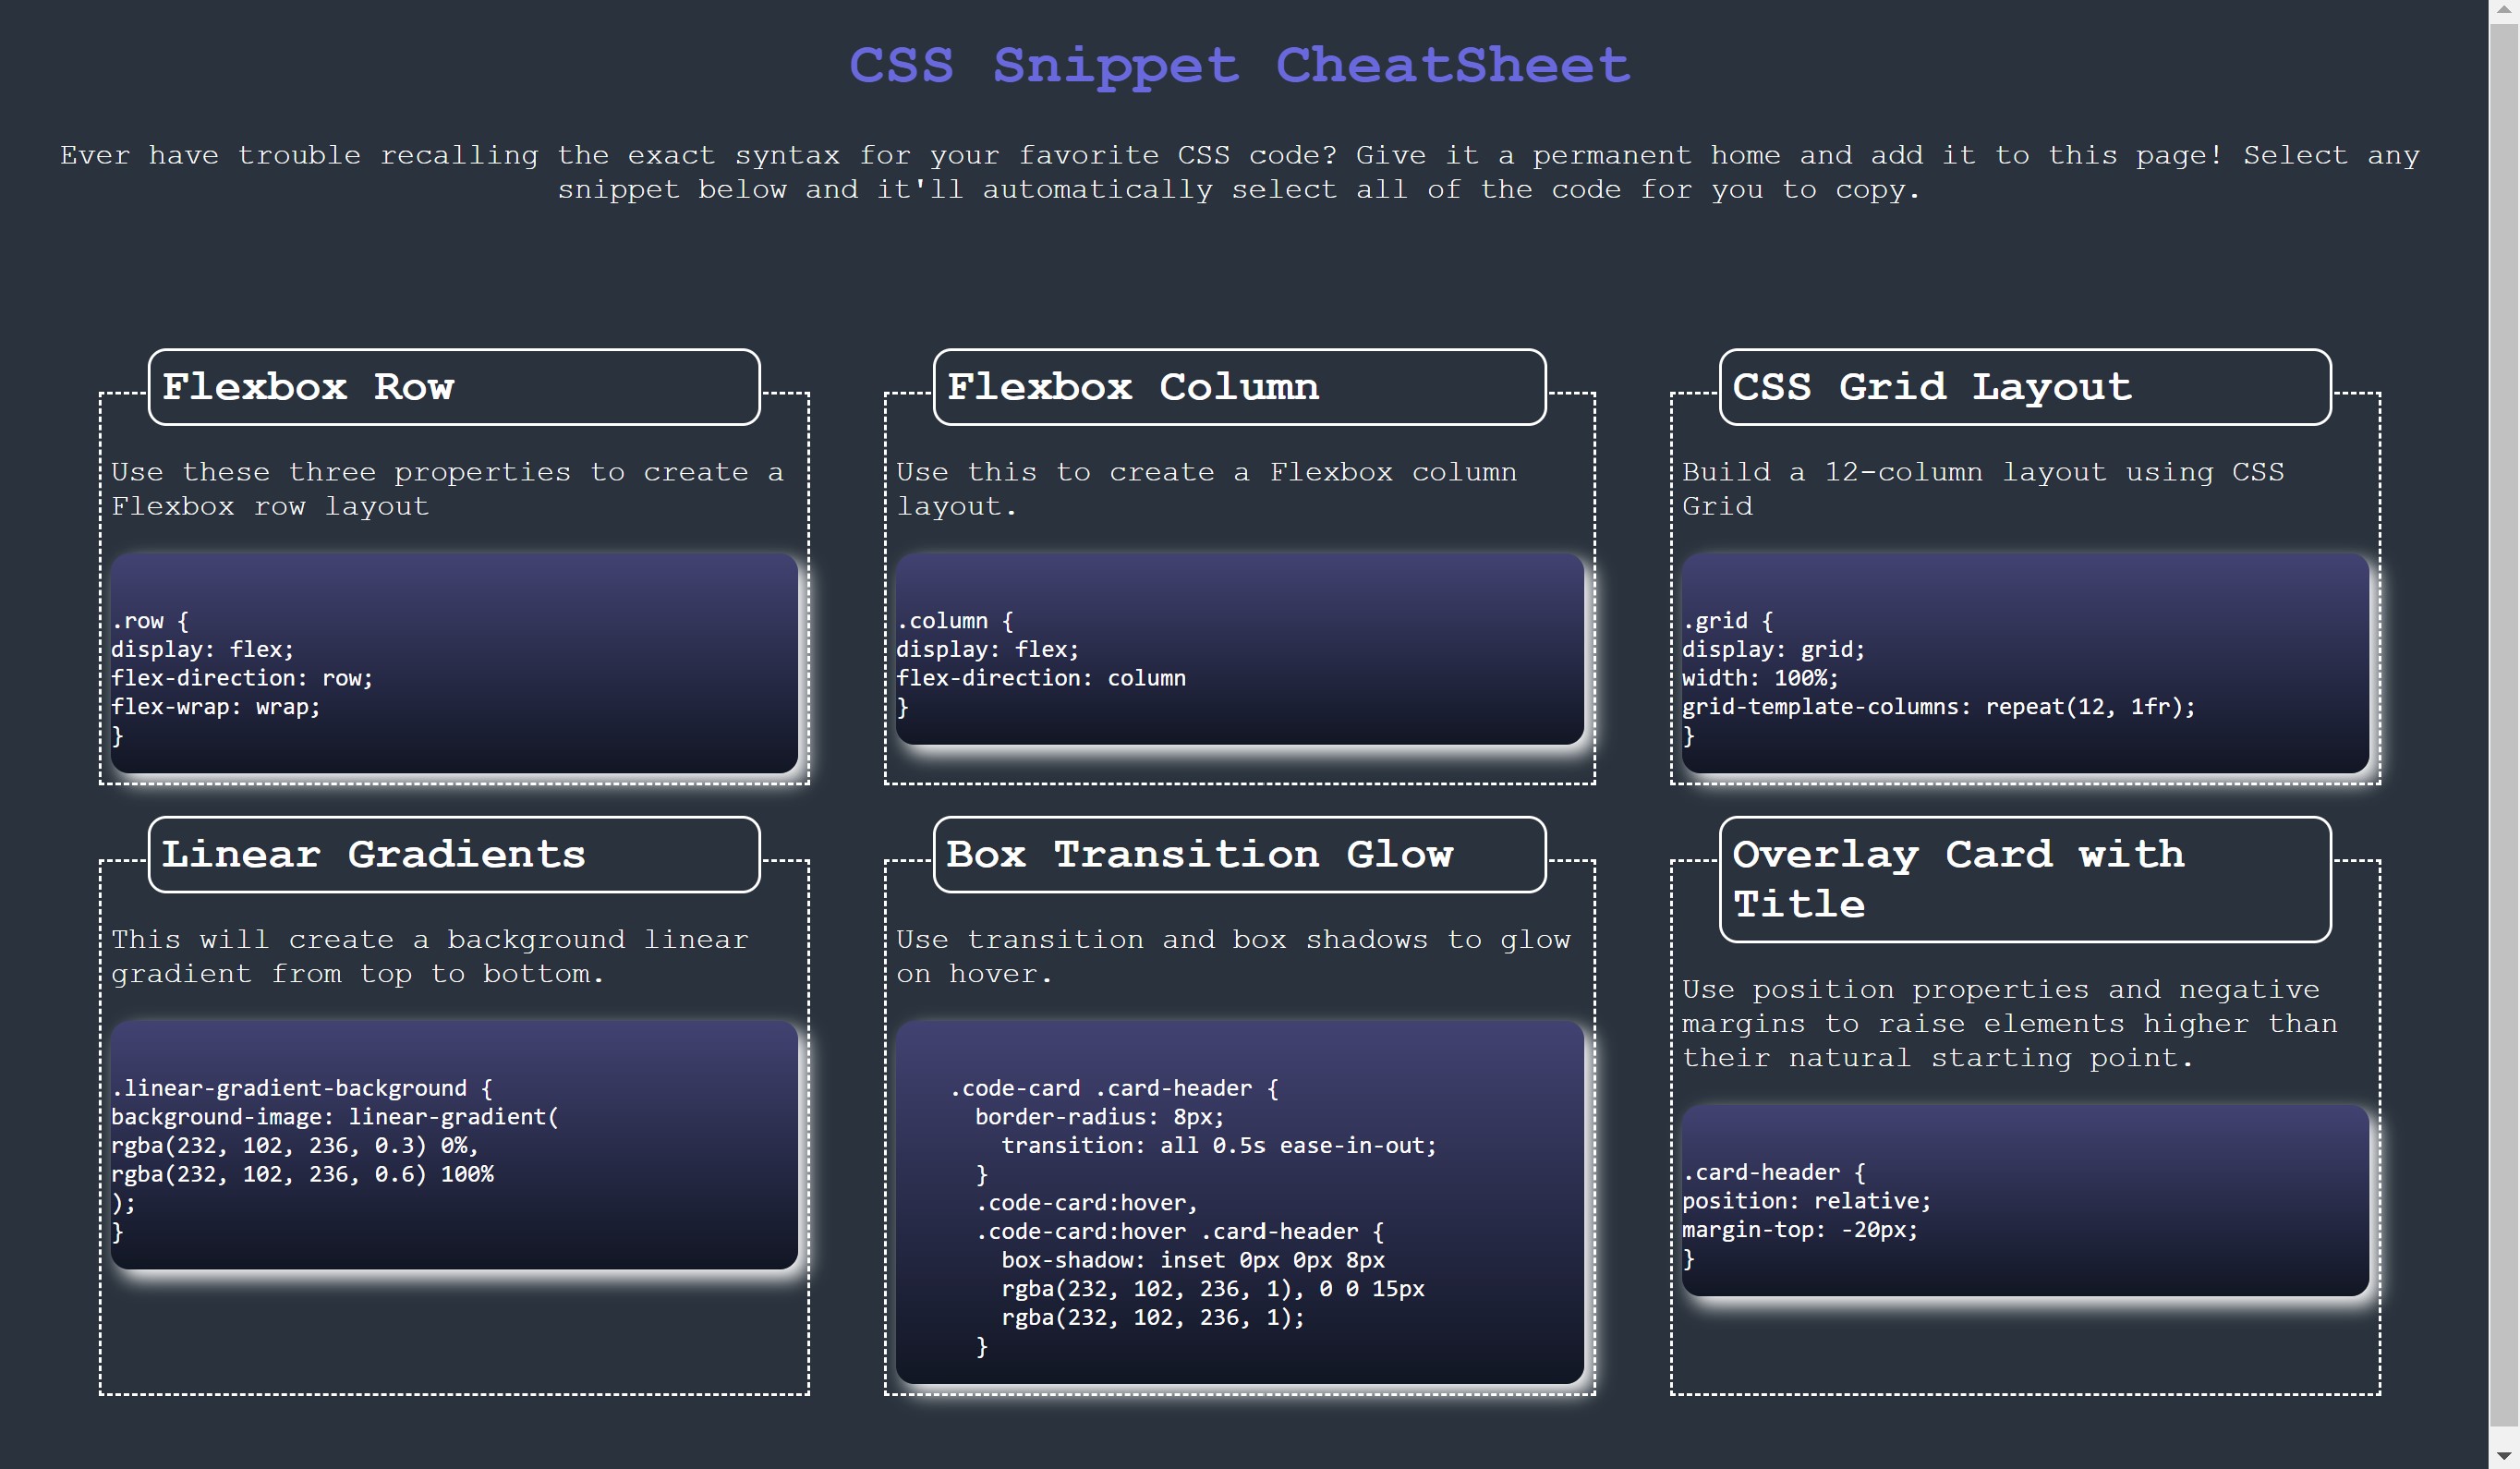 CSS Snippet CheatSheet
Ever have trouble recalling the exact syntax for your favorite CSS code? Give it a permanent home and add it to this page! Select any
snippet below and it'll automatically select all of the code for you to copy.
Flexbox Row
Use these three properties to create a
Flexbox row layout
.row {
display: flex;
flex-direction: row;
flex-wrap: wrap;
}
Flexbox Column
Use this to create a Flexbox column
layout.
.column {
display: flex;
flex-direction: column
}
CSS Grid Layout
Build a 12-column layout using CSS
Grid
.grid {
display: grid;
width: 100%;
grid-template-columns: repeat(12, 1fr);
}
Linear Gradients
This will create a background linear
gradient from top to bottom.
.linear-gradient-background {
background-image: linear-gradient(
rgba(232, 102, 236, 0.3) 0%,
rgba(232, 102, 236, 0.6) 100%
);
}
Box Transition Glow
Use transition and box shadows to glow
on hover.
.code-card .card-header {
border-radius: 8px;
transition: all 0.5s ease-in-out;
}
.code-card:hover,
.code-card:hover .card-header {
box-shadow: inset 0px 0px 8px
rgba(232, 102, 236, 1), 0 0 15px
rgba(232, 102, 236, 1);
}
Overlay Card with
Title
Use position properties and negative
margins to raise elements higher than
their natural starting point.
.card-header {
position: relative;
margin-top: -20px;
}